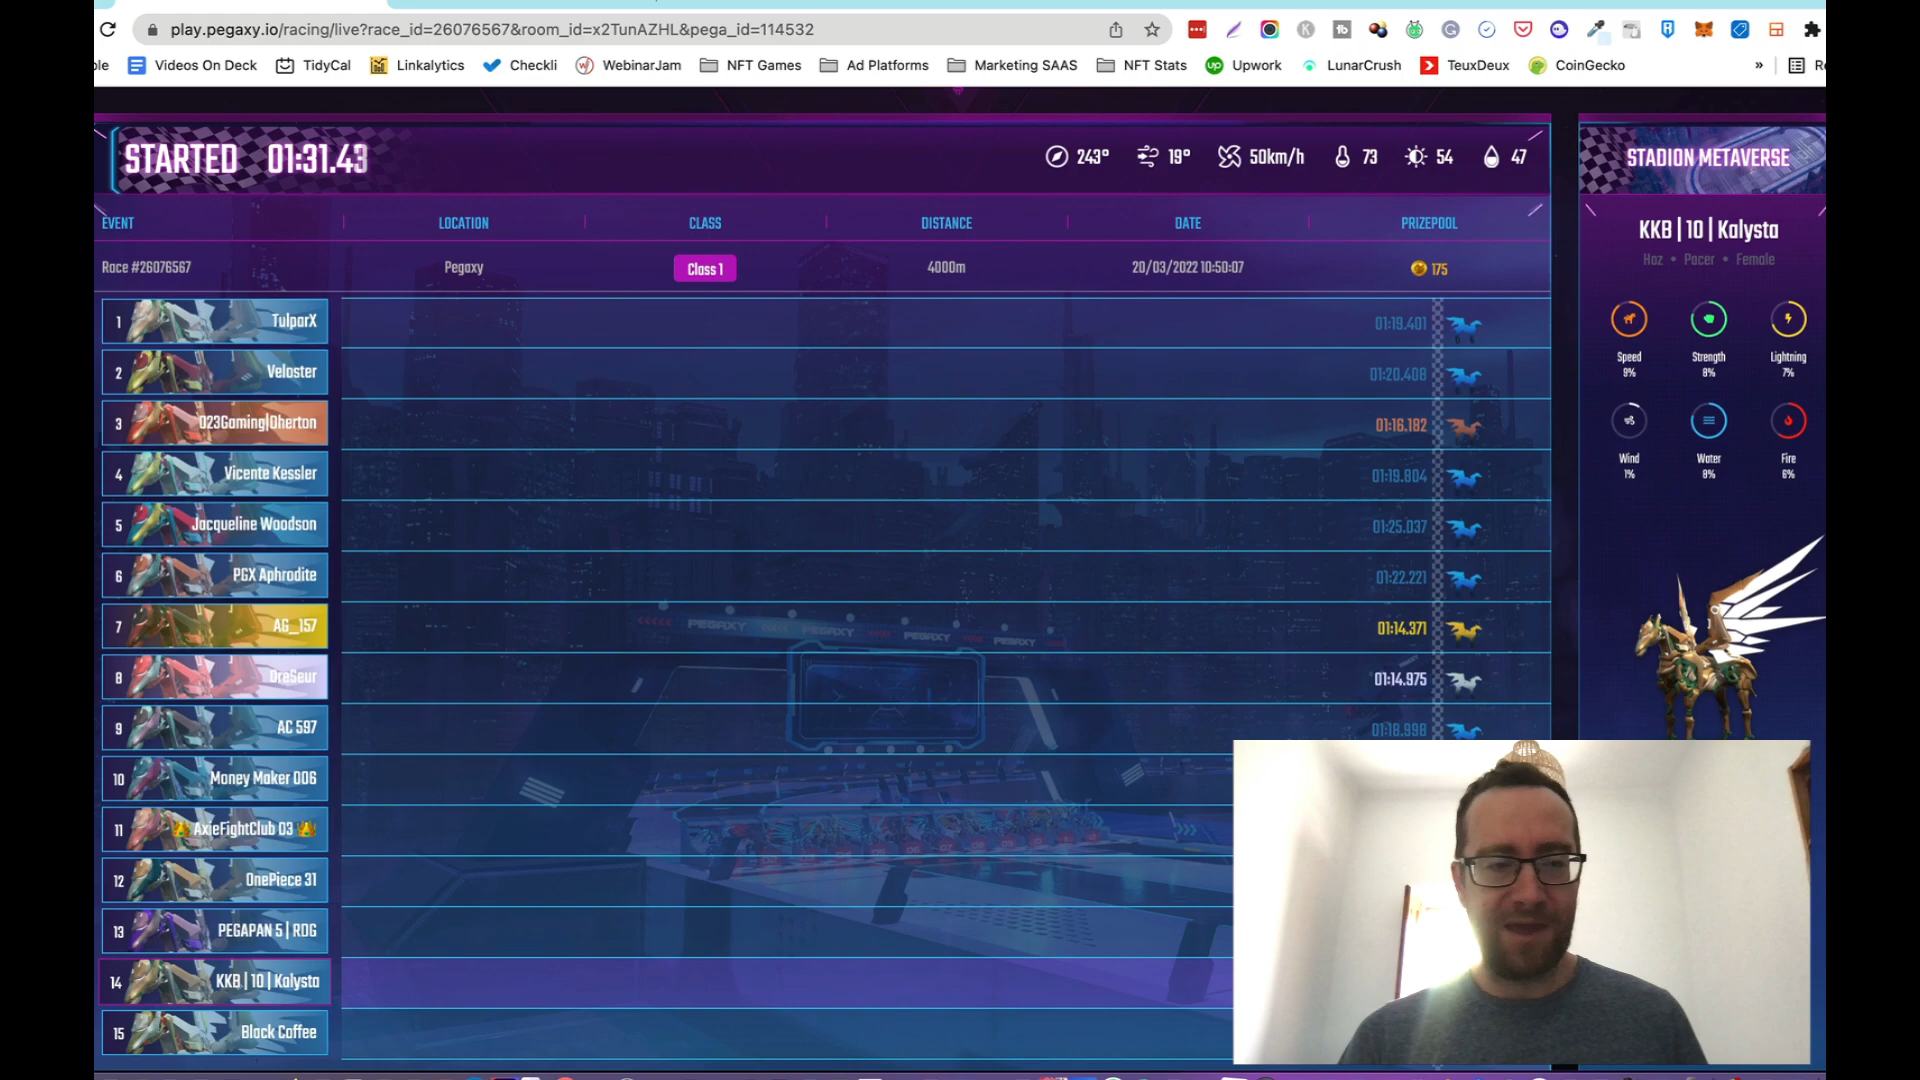 play.pegaxy.io/racing/live?race_id=26076567&room_id=x2TunAZHL&pega_id=114532
ble Videos On Deck TidyCal Linkalytics Checkli WebinarJam NFT Games Ad Platforms Marketing SAAS NFT Stats Upwork LunarCrush TeuxDeux CoinGecko » Re
STARTED 01:31.43 243° 19° 50km/h 73 54 47
STADION METAVERSE
EVENT LOCATION CLASS DISTANCE DATE PRIZEPOOL
Race #26076567 Pegaxy Class 1 4000m 20/03/2022 10:50:07 175
KKB | 10 | Kalysta
Hoz • Pacer • Female
1 TulparX 01:19.401
2 Veloster 01:20.408
3 023Gaming|Dherton 01:16.182
4 Vicente Kessler 01:19.804
5 Jacqueline Woodson 01:25.037
6 PGX Aphrodite 01:22.221
7 AG_157 01:14.371
8 DreSeur 01:14.975
9 AC 597 01:18.998
10 Money Maker 006
11 👑 AxieFightClub 03 👑
12 OnePiece 31
13 PEGAPAN 5 | RDG
14 KKB | 10 | Kalysta
15 Black Coffee
Speed Strength Lightning
9% 8% 7%
Wind Water Fire
1% 8% 6%
PEGAXY PEGAXY PEGAXY PEGAXY